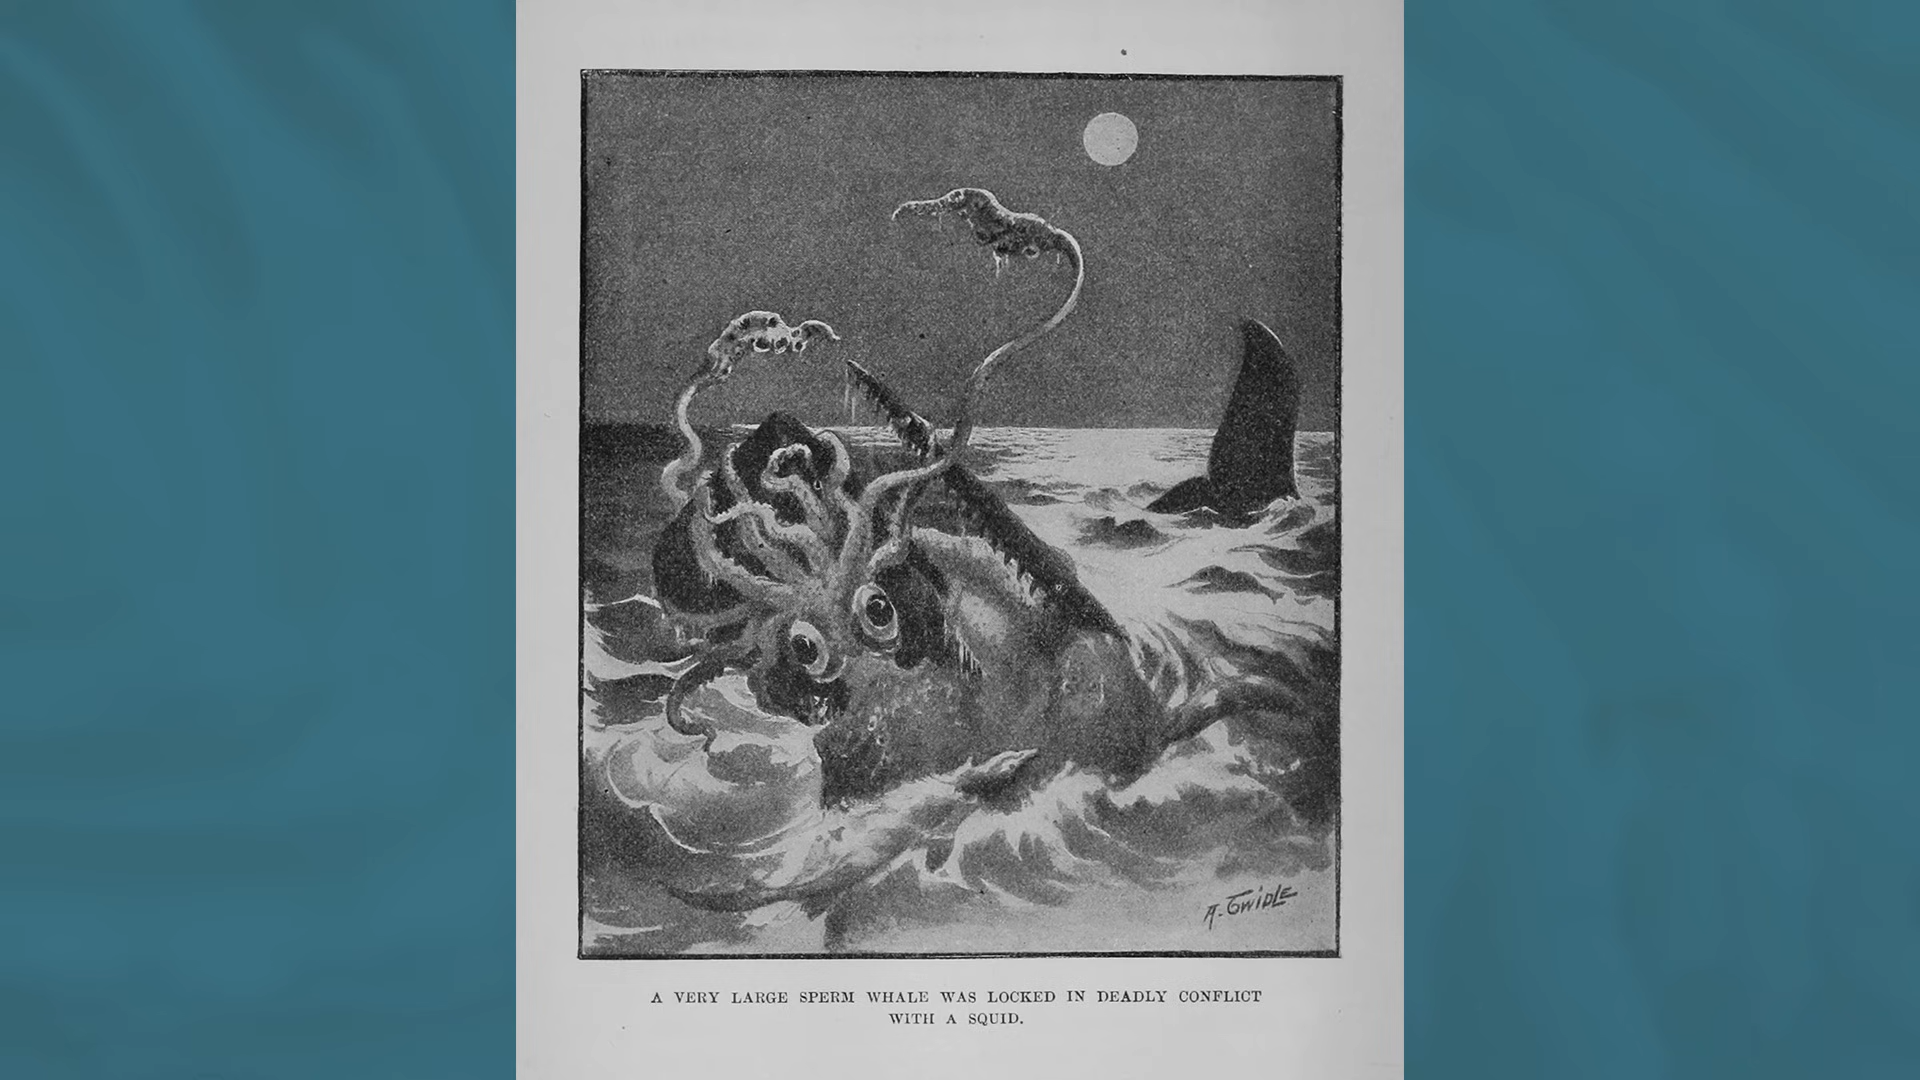 A. TWIDLE
A VERY LARGE SPERM WHALE WAS LOCKED IN DEADLY CONFLICT
WITH A SQUID.